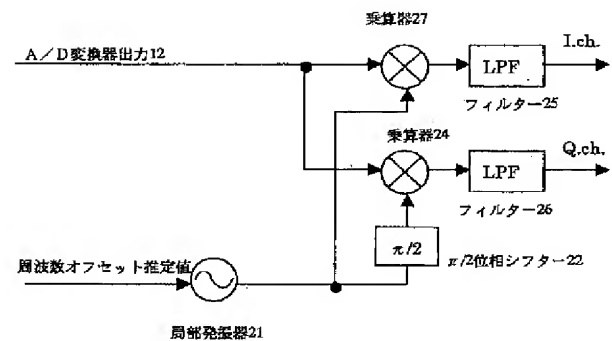 乗算器27
I.ch.
A/D変換器出力12
LPF
フィルター25
乗算器24
Q.ch.
LPF
フィルター26
π/2
周波数オフセット推定値
π/2位相シフター22
局部発振器21